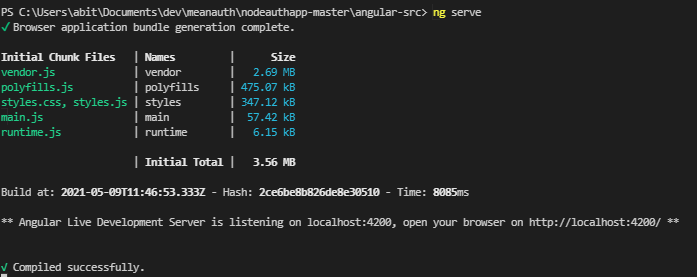 PS C:\Users\abit\Documents\dev\meanauth\nodeauthapp-master\angular-src> ng serve
√ Browser application bundle generation complete.
Initial Chunk Files | Names | Size
vendor.js | vendor | 2.69 MB
polyfills.js | polyfills | 475.07 kB
styles.css, styles.js | styles | 347.12 kB
main.js | main | 57.42 kB
runtime.js | runtime | 6.15 kB
| Initial Total | 3.56 MB
Build at: 2021-05-09T11:46:53.333Z - Hash: 2ce6be8b826de8e30510 - Time: 8085ms
** Angular Live Development Server is listening on localhost:4200, open your browser on http://localhost:4200/ **
√ Compiled successfully.